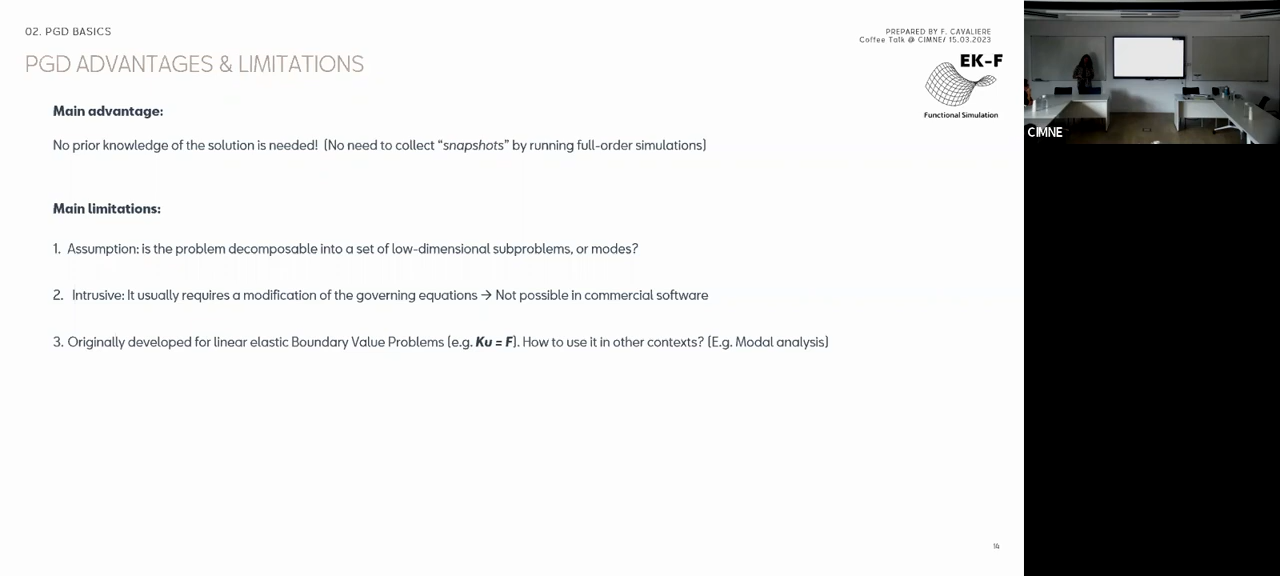 02. PGD BASICS
PREPARED BY F. CAVALIERE
Coffee Talk @ CIMNE/ 15.03.2023
PGD ADVANTAGES & LIMITATIONS
EK-F
Functional Simulation
Main advantage:
No prior knowledge of the solution is needed! (No need to collect “snapshots” by running full-order simulations)
Main limitations:
1. Assumption: is the problem decomposable into a set of low-dimensional subproblems, or modes?
2. Intrusive: It usually requires a modification of the governing equations → Not possible in commercial software
3. Originally developed for linear elastic Boundary Value Problems (e.g. Ku = F). How to use it in other contexts? (E.g. Modal analysis)
14
CIMNE